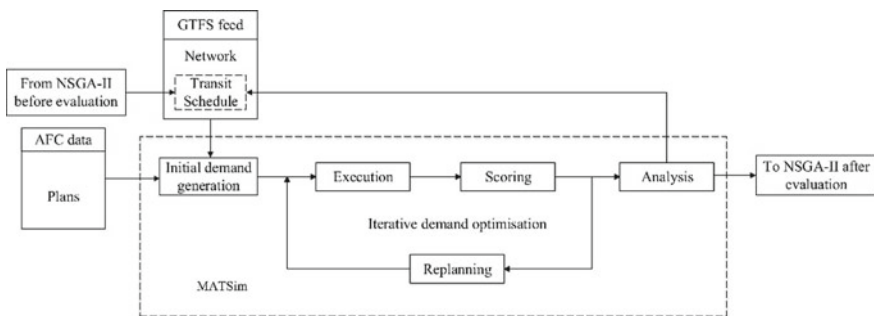 GTFS feed
Network
From NSGA-II
before evaluation
Transit
Schedule
AFC data
Plans
Initial demand
generation
Execution
Scoring
Analysis
To NSGA-II after
evaluation
Iterative demand optimisation
Replanning
MATSim